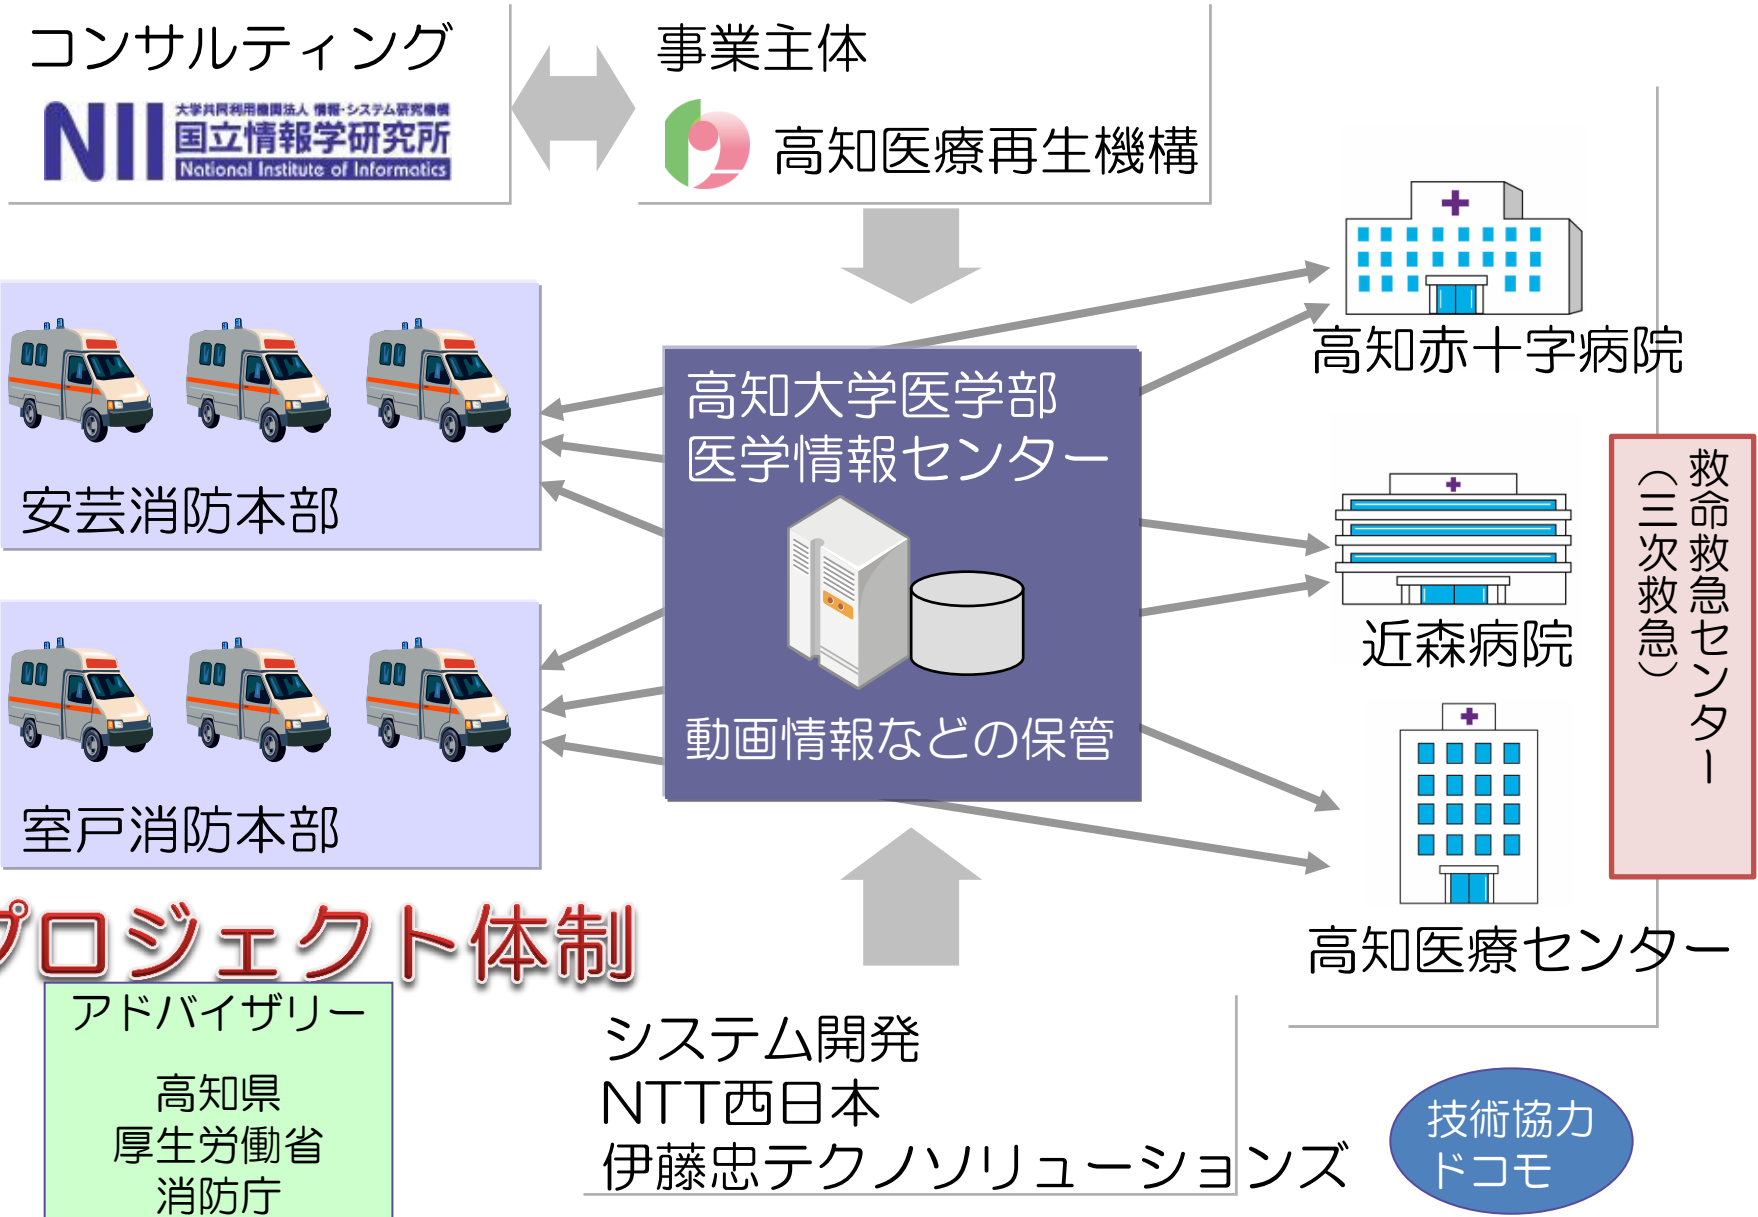 コンサルティング
NII
大学共同利用機関法人 情報・システム研究機構
国立情報学研究所
National Institute of Informatics
事業主体
高知医療再生機構
安芸消防本部
室戸消防本部
高知大学医学部
医学情報センター
動画情報などの保管
高知赤十字病院
近森病院
高知医療センター
救命救急センター
（三次救急）
プロジェクト体制
アドバイザリー
高知県
厚生労働省
消防庁
システム開発
NTT西日本
伊藤忠テクノソリューションズ
技術協力
ドコモ